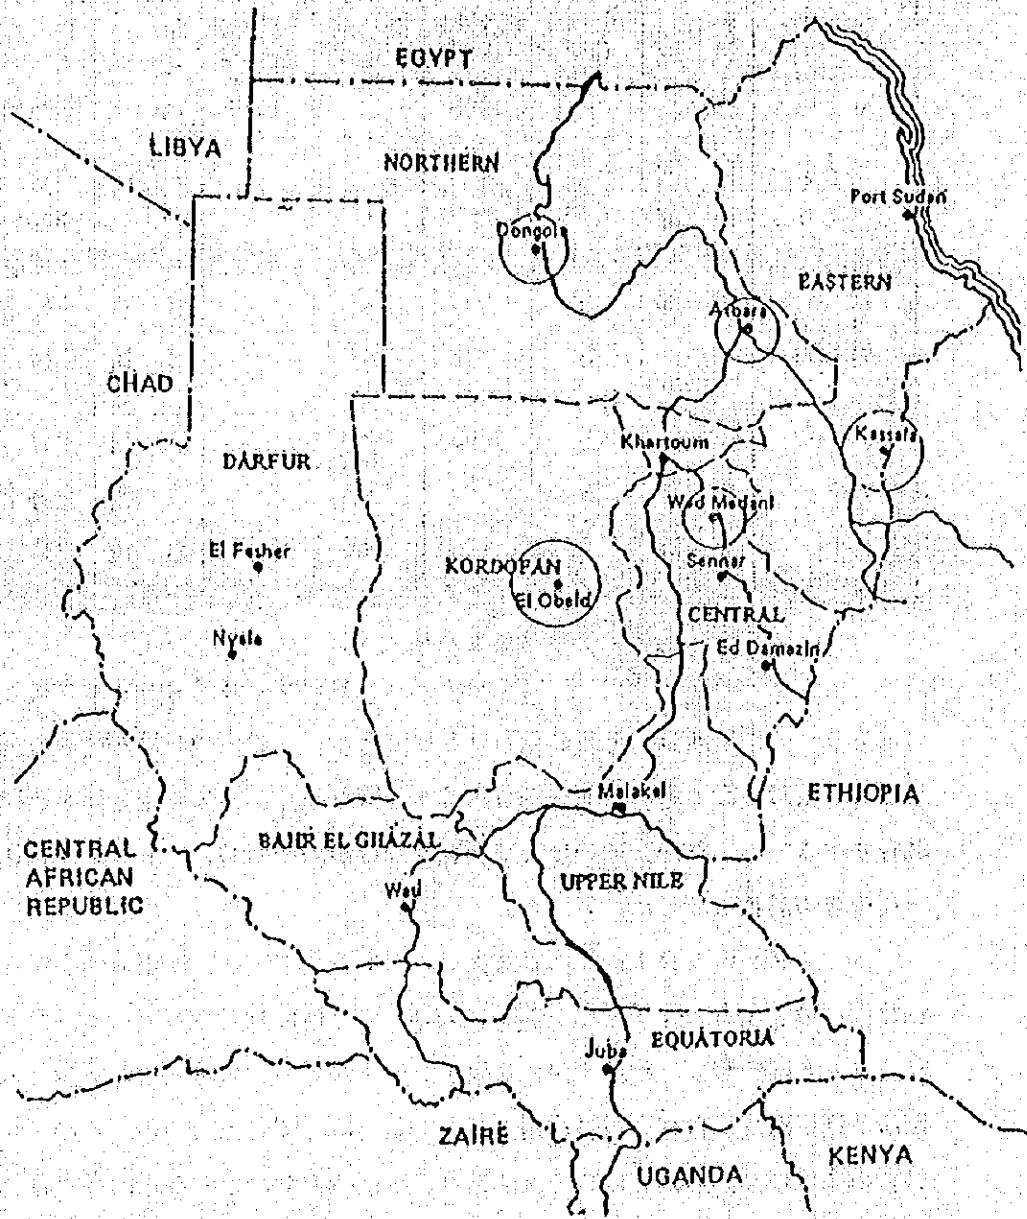 EGYPT
LIBYA
NORTHERN
Port Sudan
Dongola
EASTERN
Atbara
CHAD
Khartoum
Kassala
DARFUR
Wad Medani
El Fasher
KORDOFAN
Sennar
El Obeid
CENTRAL
Nyala
Ed Damazin
Malakal
ETHIOPIA
BAHR EL GHAZAL
CENTRAL
AFRICAN
REPUBLIC
UPPER NILE
Wau
EQUATORIA
Juba
ZAIRE
KENYA
UGANDA